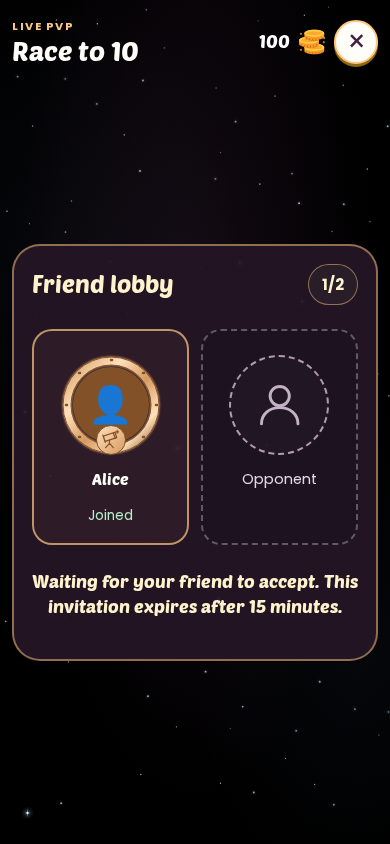 LIVE PVP
Race to 10
100
Friend lobby
1/2
Alice
Joined
Opponent
Waiting for your friend to accept. This
invitation expires after 15 minutes.